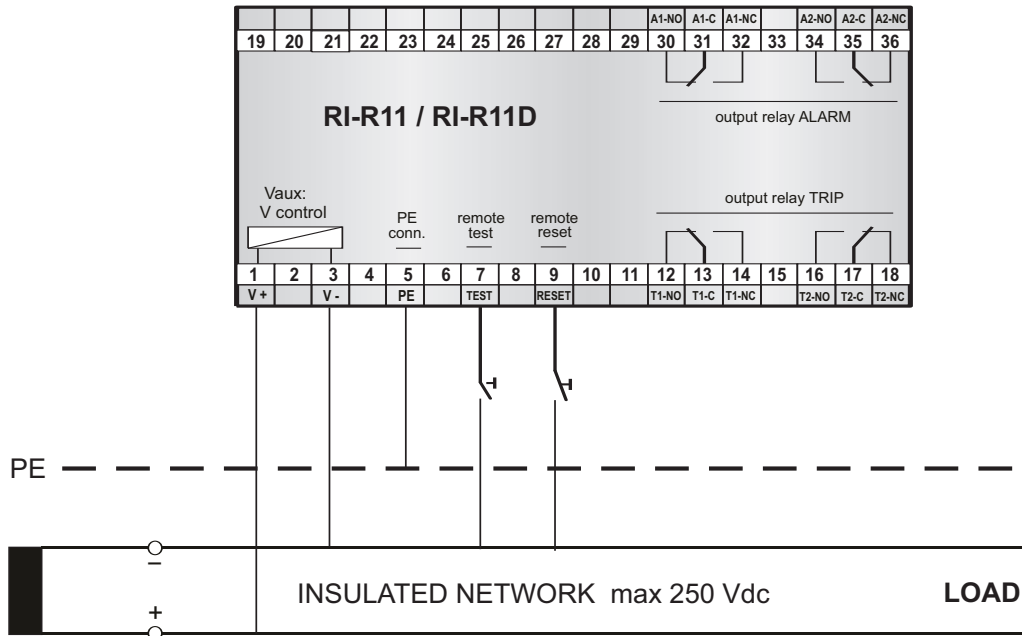 A1-NO A1-C A1-NC A2-NO A2-C A2-NC
19 20 21 22 23 24 25 26 27 28 29 30 31 32 33 34 35 36
RI-R11 / RI-R11D
output relay ALARM
Vaux:
V control
PE
conn.
remote
test
remote
reset
output relay TRIP
1 2 3 4 5 6 7 8 9 10 11 12 13 14 15 16 17 18
V + V - PE TEST RESET T1-NO T1-C T1-NC T2-NO T2-C T2-NC
PE
−
+
INSULATED NETWORK max 250 Vdc
LOAD